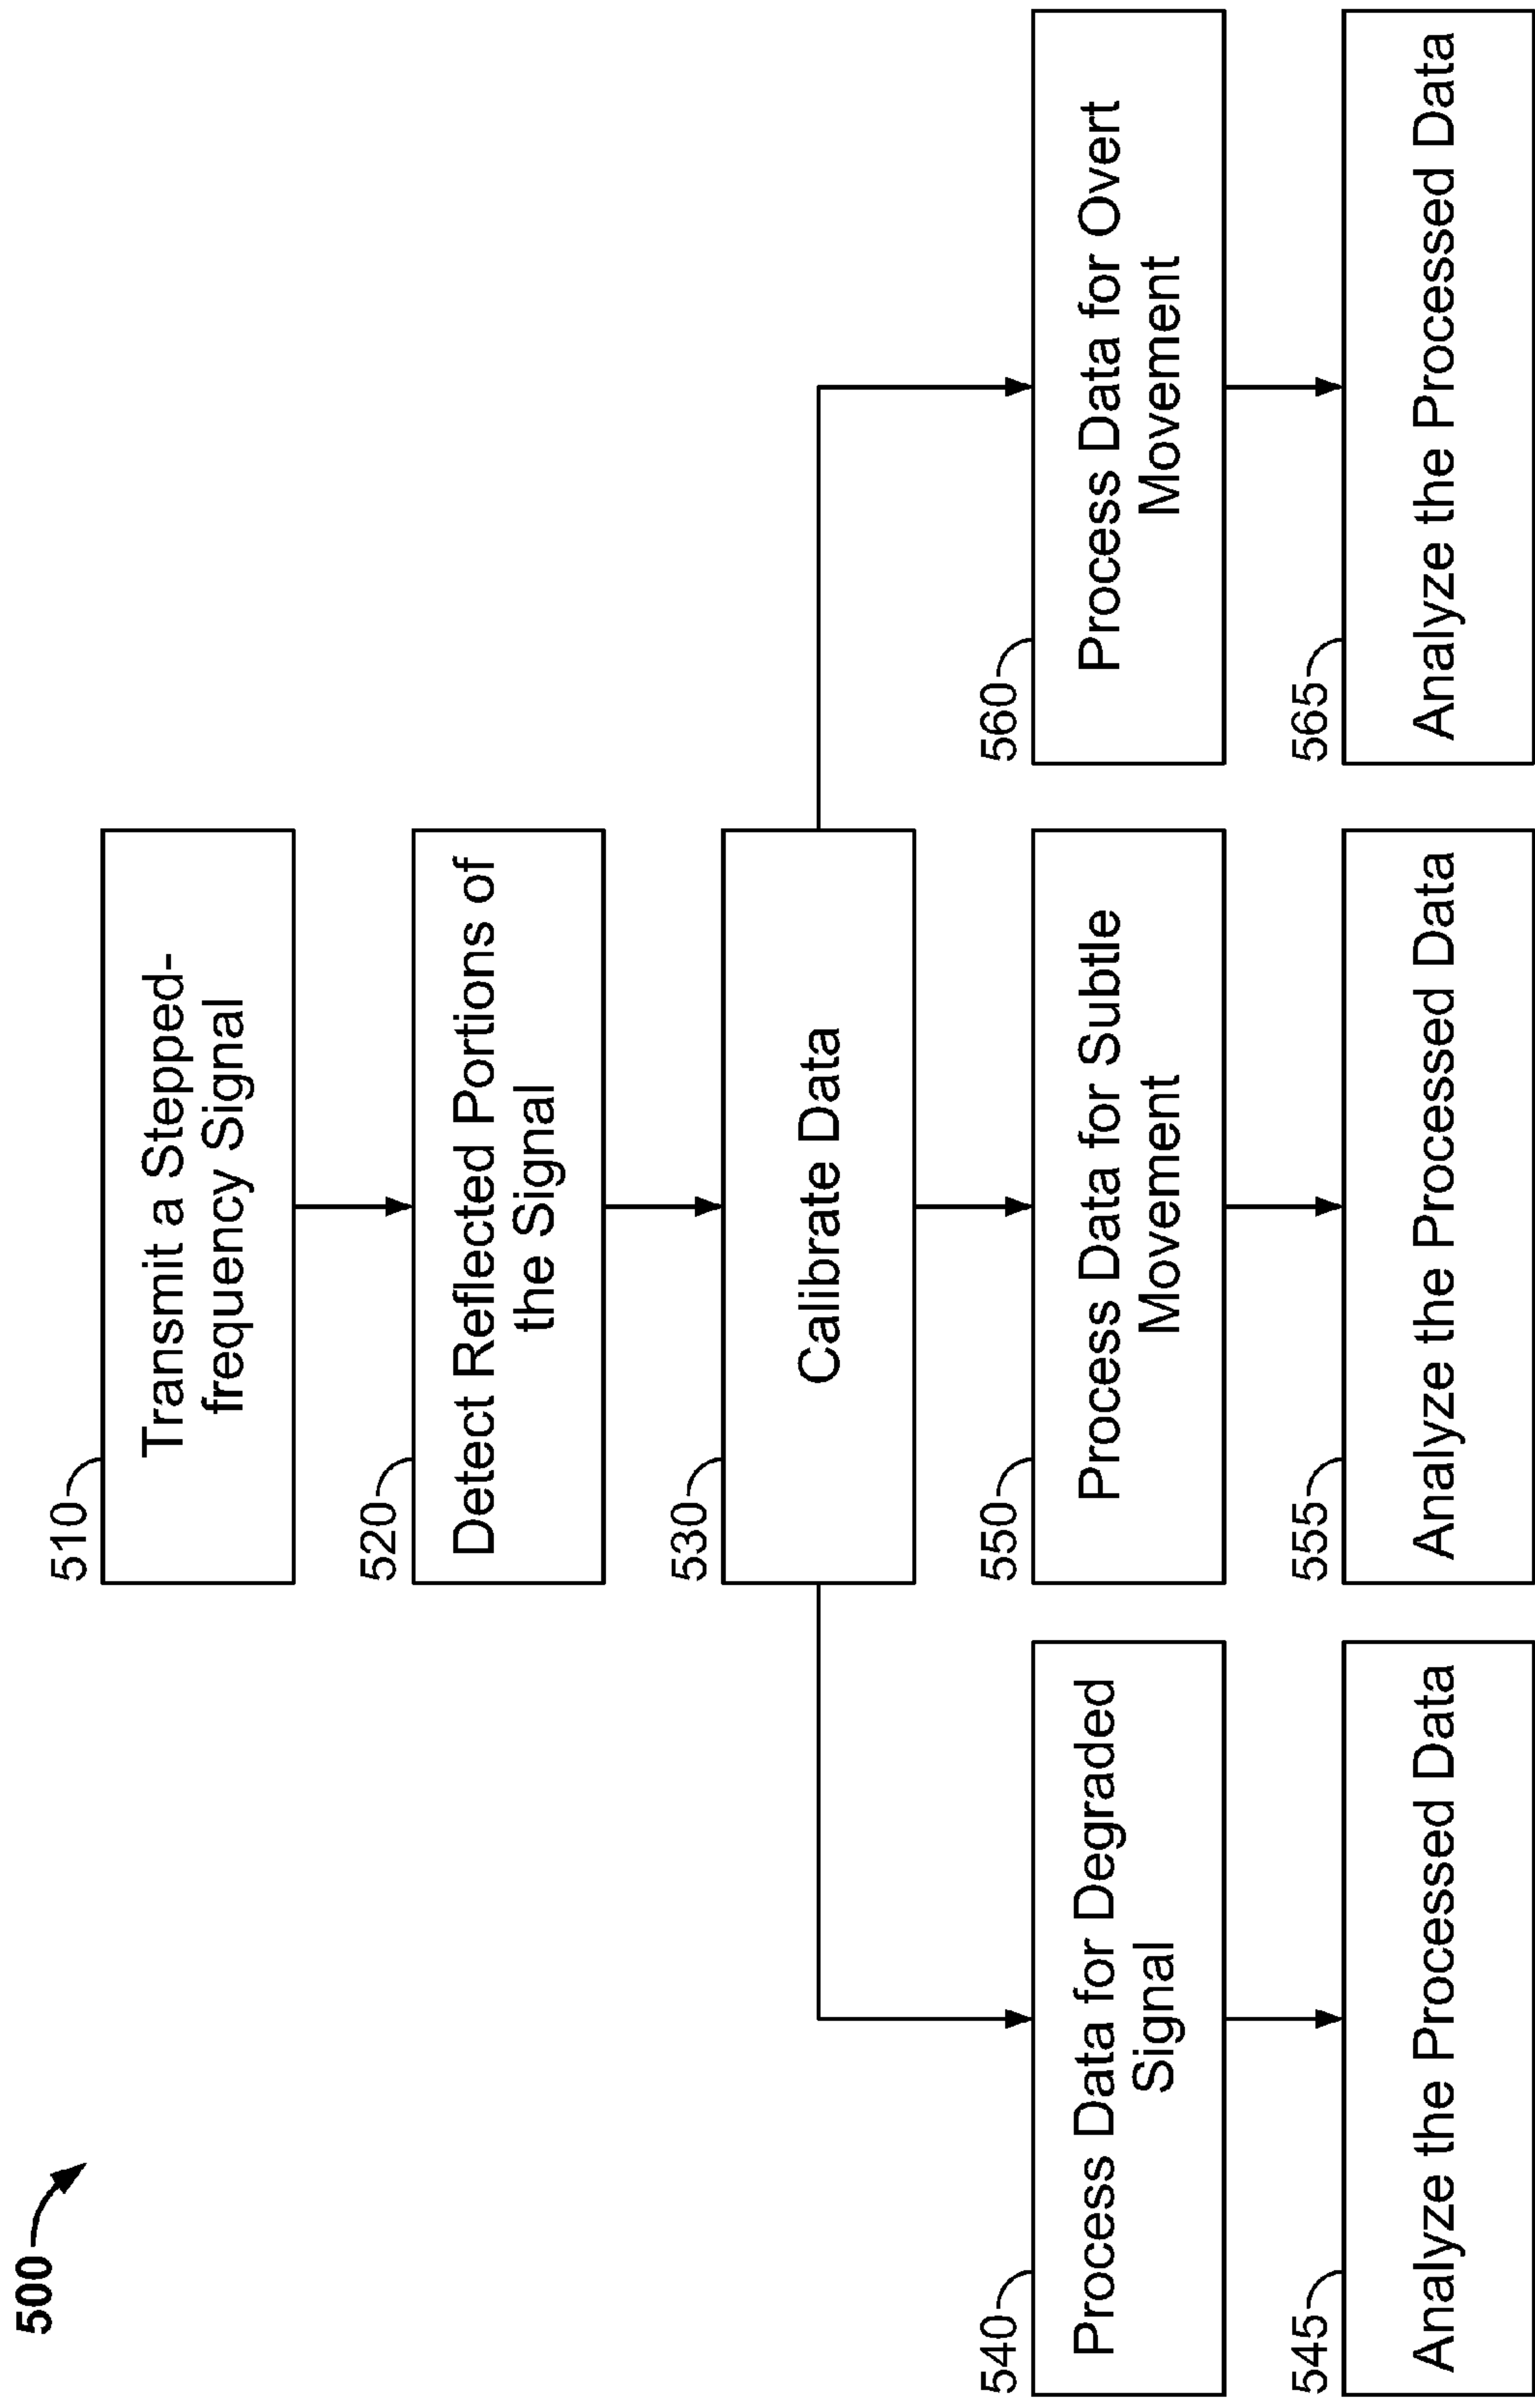 500
510
Transmit a Stepped-
frequency Signal
520
Detect Reflected Portions of
the Signal
530
Calibrate Data
540
Process Data for Degraded
Signal
550
Process Data for Subtle
Movement
560
Process Data for Overt
Movement
545
Analyze the Processed Data
555
Analyze the Processed Data
565
Analyze the Processed Data